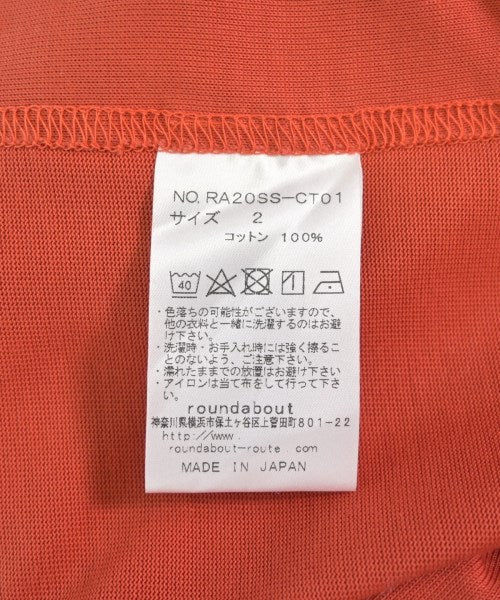 NO. RA20SS-CT01
サイズ 2
コットン 100%
40
・色落ちの可能性がございますので、
他の衣料と一緒に洗濯するのはお避
け下さい。
・洗濯時・お手入れ時には強く擦るこ
とのないよう、ご注意下さい。
・濡れたままでの放置はお避け下さい
・アイロンは当て布をして行って下さ
い。
roundabout
神奈川県横浜市保土ヶ谷区上菅田町801-22
http://www.
roundabout-route.com
MADE IN JAPAN